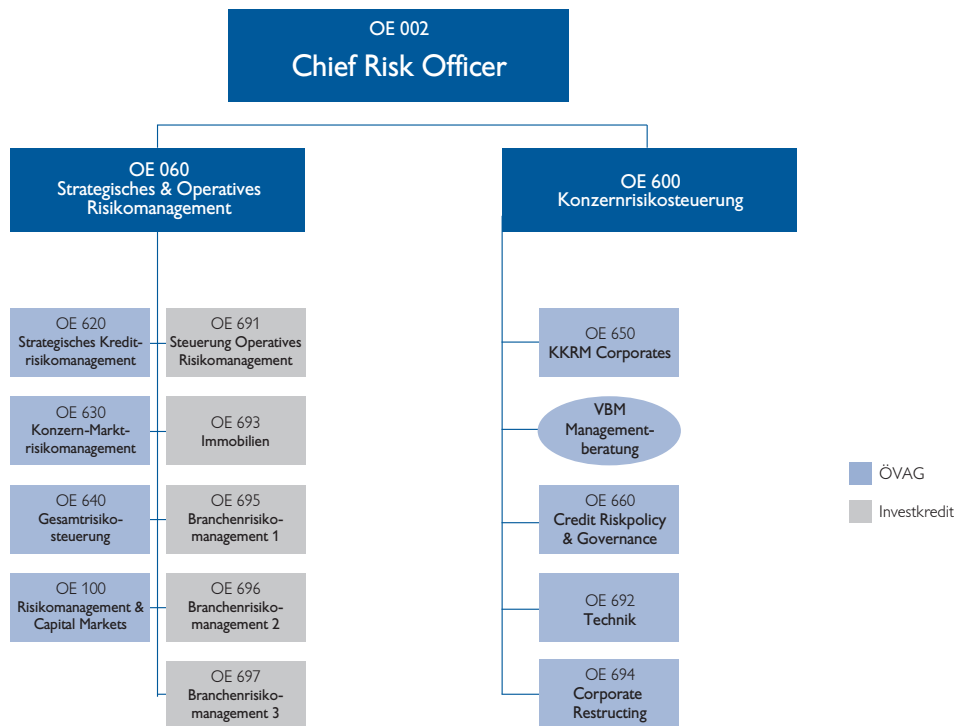 OE 002
Chief Risk Officer
OE 060
Strategisches & Operatives
Risikomanagement
OE 600
Konzernrisikosteuerung
OE 620
Strategisches Kredit-
risikomanagement
OE 691
Steuerung Operatives
Risikomanagement
OE 630
Konzern-Markt-
risikomanagement
OE 693
Immobilien
OE 640
Gesamtrisiko-
steuerung
OE 695
Branchenrisiko-
management 1
OE 100
Risikomanagement &
Capital Markets
OE 696
Branchenrisiko-
management 2
OE 697
Branchenrisiko-
management 3
OE 650
KKRM Corporates
VBM
Management-
beratung
OE 660
Credit Riskpolicy
& Governance
OE 692
Technik
OE 694
Corporate
Restructing
ÖVAG
Investkredit